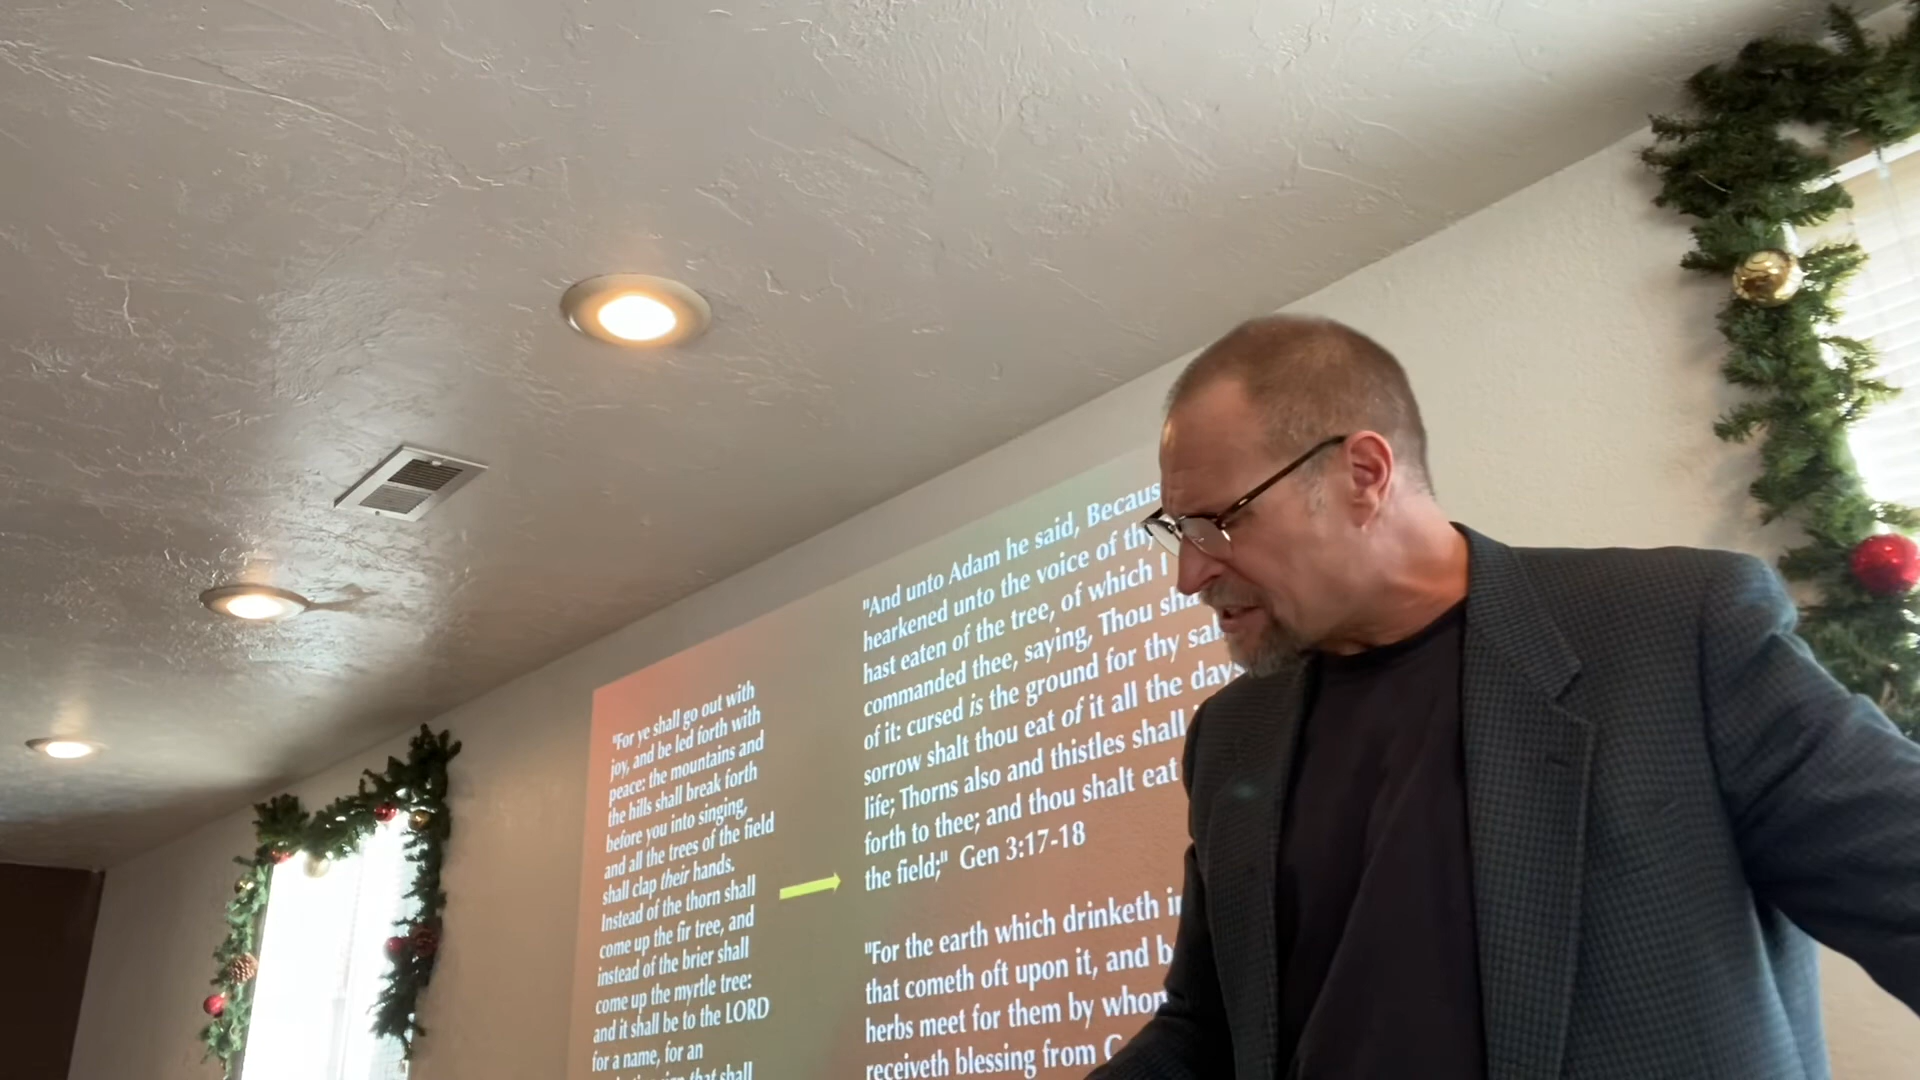 "For ye shall go out with
joy, and be led forth with
peace: the mountains and
the hills shall break forth
before you into singing,
and all the trees of the field
shall clap their hands.
Instead of the thorn shall
come up the fir tree, and
instead of the brier shall
come up the myrtle tree:
and it shall be to the LORD
for a name, for an
that shall
"And unto Adam he said,
hearkened unto the voice of
hast eaten of the tree, of which I
commanded thee, saying, Thou
of it: cursed is the ground for thy
sorrow shalt thou eat of it all the days
life; Thorns also and thistles shall
forth to thee; and thou shalt eat
the field;" Gen 3:17-18
"For the earth which drinketh
that cometh oft upon it, and
herbs meet for them by
receiveth blessing from